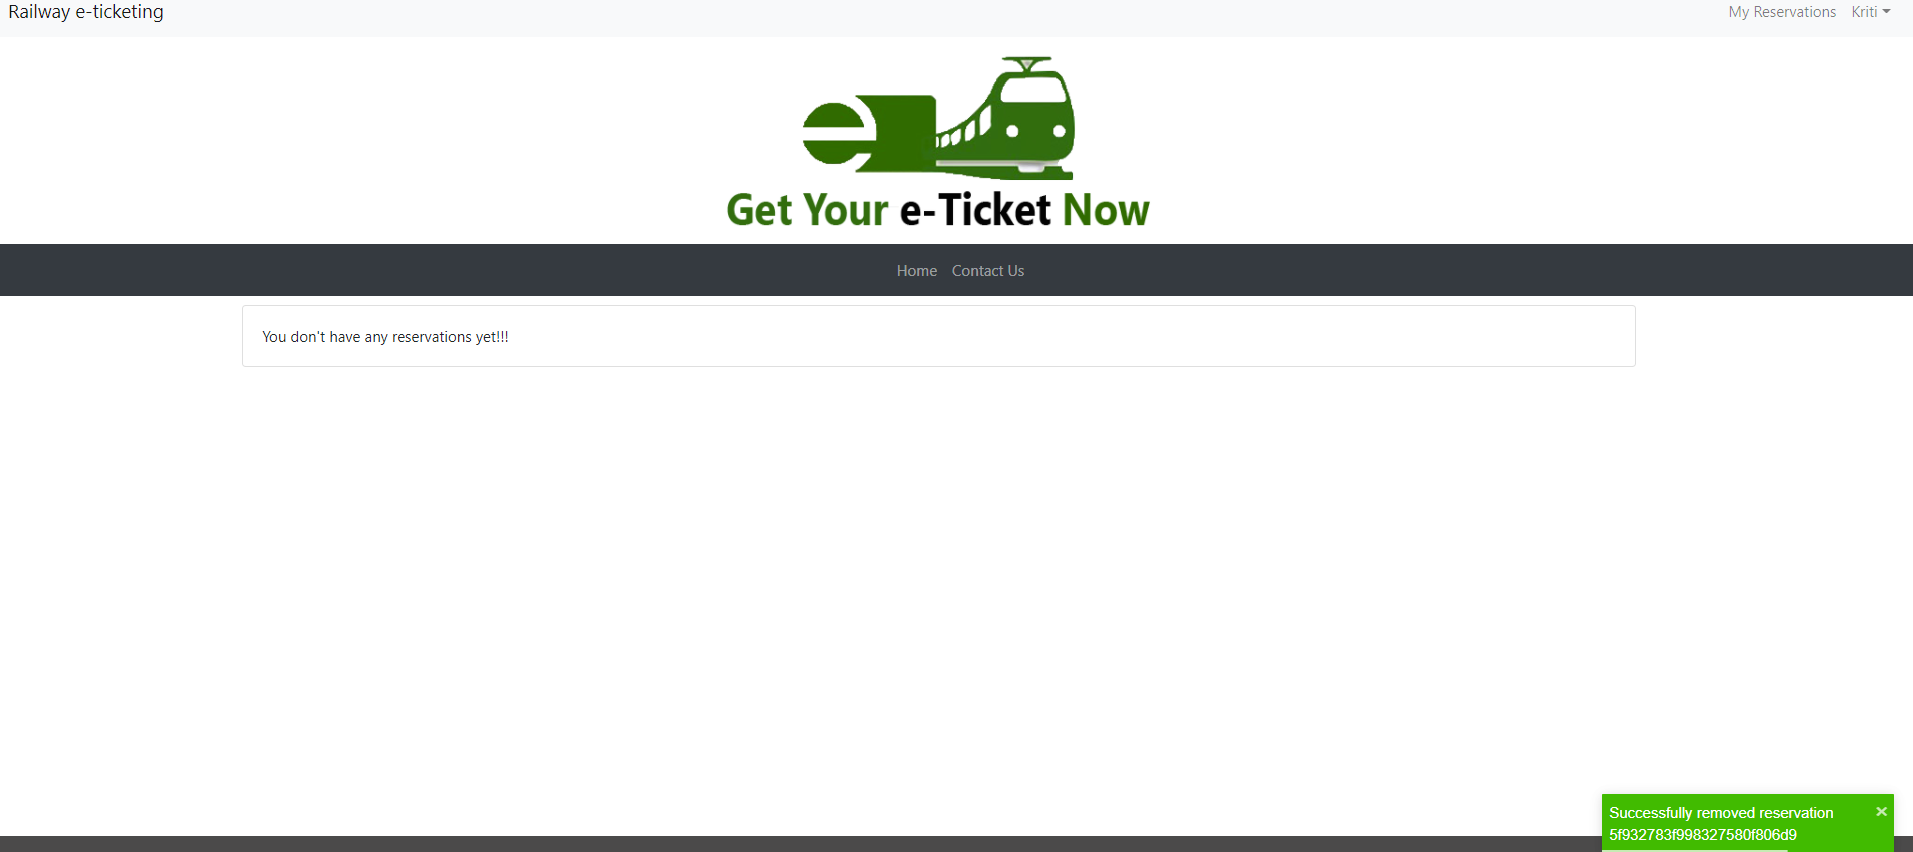 Railway e-ticketing
My Reservations Kriti
Get Your e-Ticket Now
Home Contact Us
You don't have any reservations yet!!!
Successfully removed reservation ×
5f932783f998327580f806d9